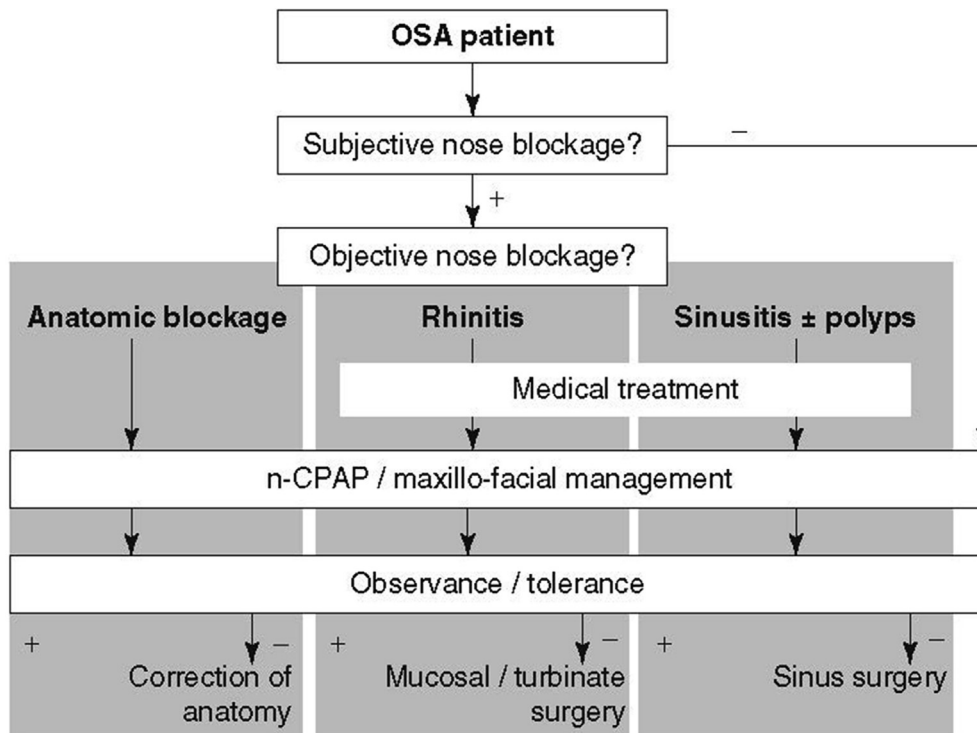 OSA patient
Subjective nose blockage?
−
+
Objective nose blockage?
Anatomic blockage
Rhinitis
Sinusitis ± polyps
Medical treatment
n-CPAP / maxillo-facial management
Observance / tolerance
+
−
Correction of
anatomy
+
−
Mucosal / turbinate
surgery
+
−
Sinus surgery